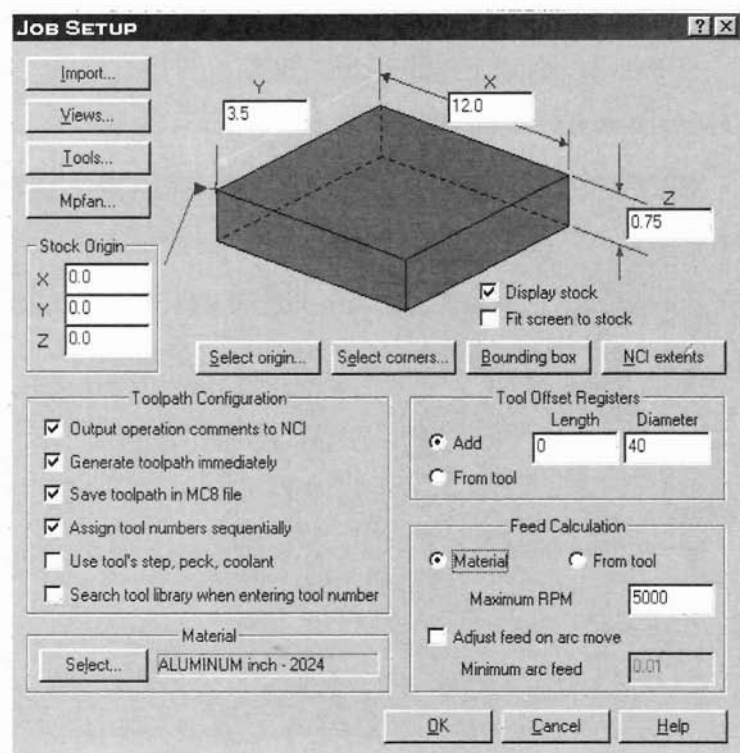 JOB SETUP
Import...
Views...
Tools...
Mpfan...
Y
3.5
X
12.0
Z
0.75
Stock Origin
X 0.0
Y 0.0
Z 0.0
Display stock
Fit screen to stock
Select origin...
Select corners...
Bounding box
NCI extents
Toolpath Configuration
Output operation comments to NCI
Generate toolpath immediately
Save toolpath in MC8 file
Assign tool numbers sequentially
Use tool's step, peck, coolant
Search tool library when entering tool number
Material
Select... ALUMINUM inch - 2024
Tool Offset Registers
Length Diameter
Add 0 40
From tool
Feed Calculation
Material From tool
Maximum RPM 5000
Adjust feed on arc move
Minimum arc feed 0.01
OK Cancel Help